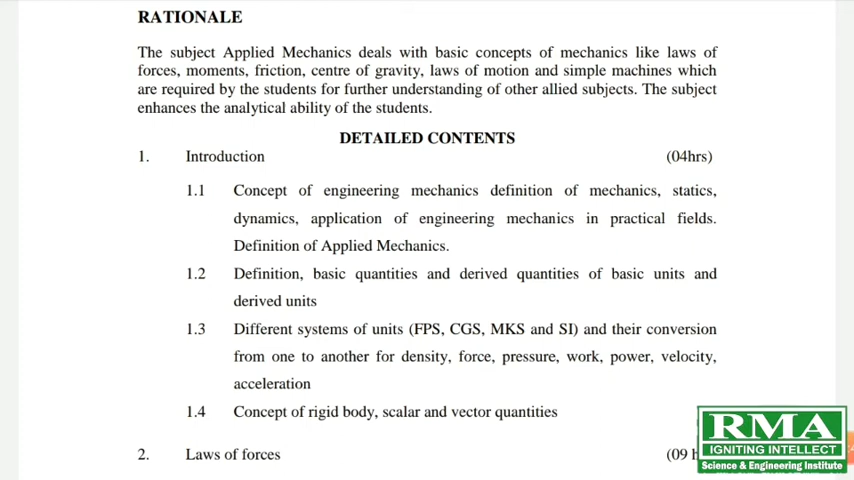 RATIONALE
The subject Applied Mechanics deals with basic concepts of mechanics like laws of
forces, moments, friction, centre of gravity, laws of motion and simple machines which
are required by the students for further understanding of other allied subjects. The subject
enhances the analytical ability of the students.
DETAILED CONTENTS
1. Introduction (04hrs)
1.1 Concept of engineering mechanics definition of mechanics, statics,
dynamics, application of engineering mechanics in practical fields.
Definition of Applied Mechanics.
1.2 Definition, basic quantities and derived quantities of basic units and
derived units
1.3 Different systems of units (FPS, CGS, MKS and SI) and their conversion
from one to another for density, force, pressure, work, power, velocity,
acceleration
1.4 Concept of rigid body, scalar and vector quantities
2. Laws of forces (09 h
RMA
IGNITING INTELLECT
Science & Engineering Institute